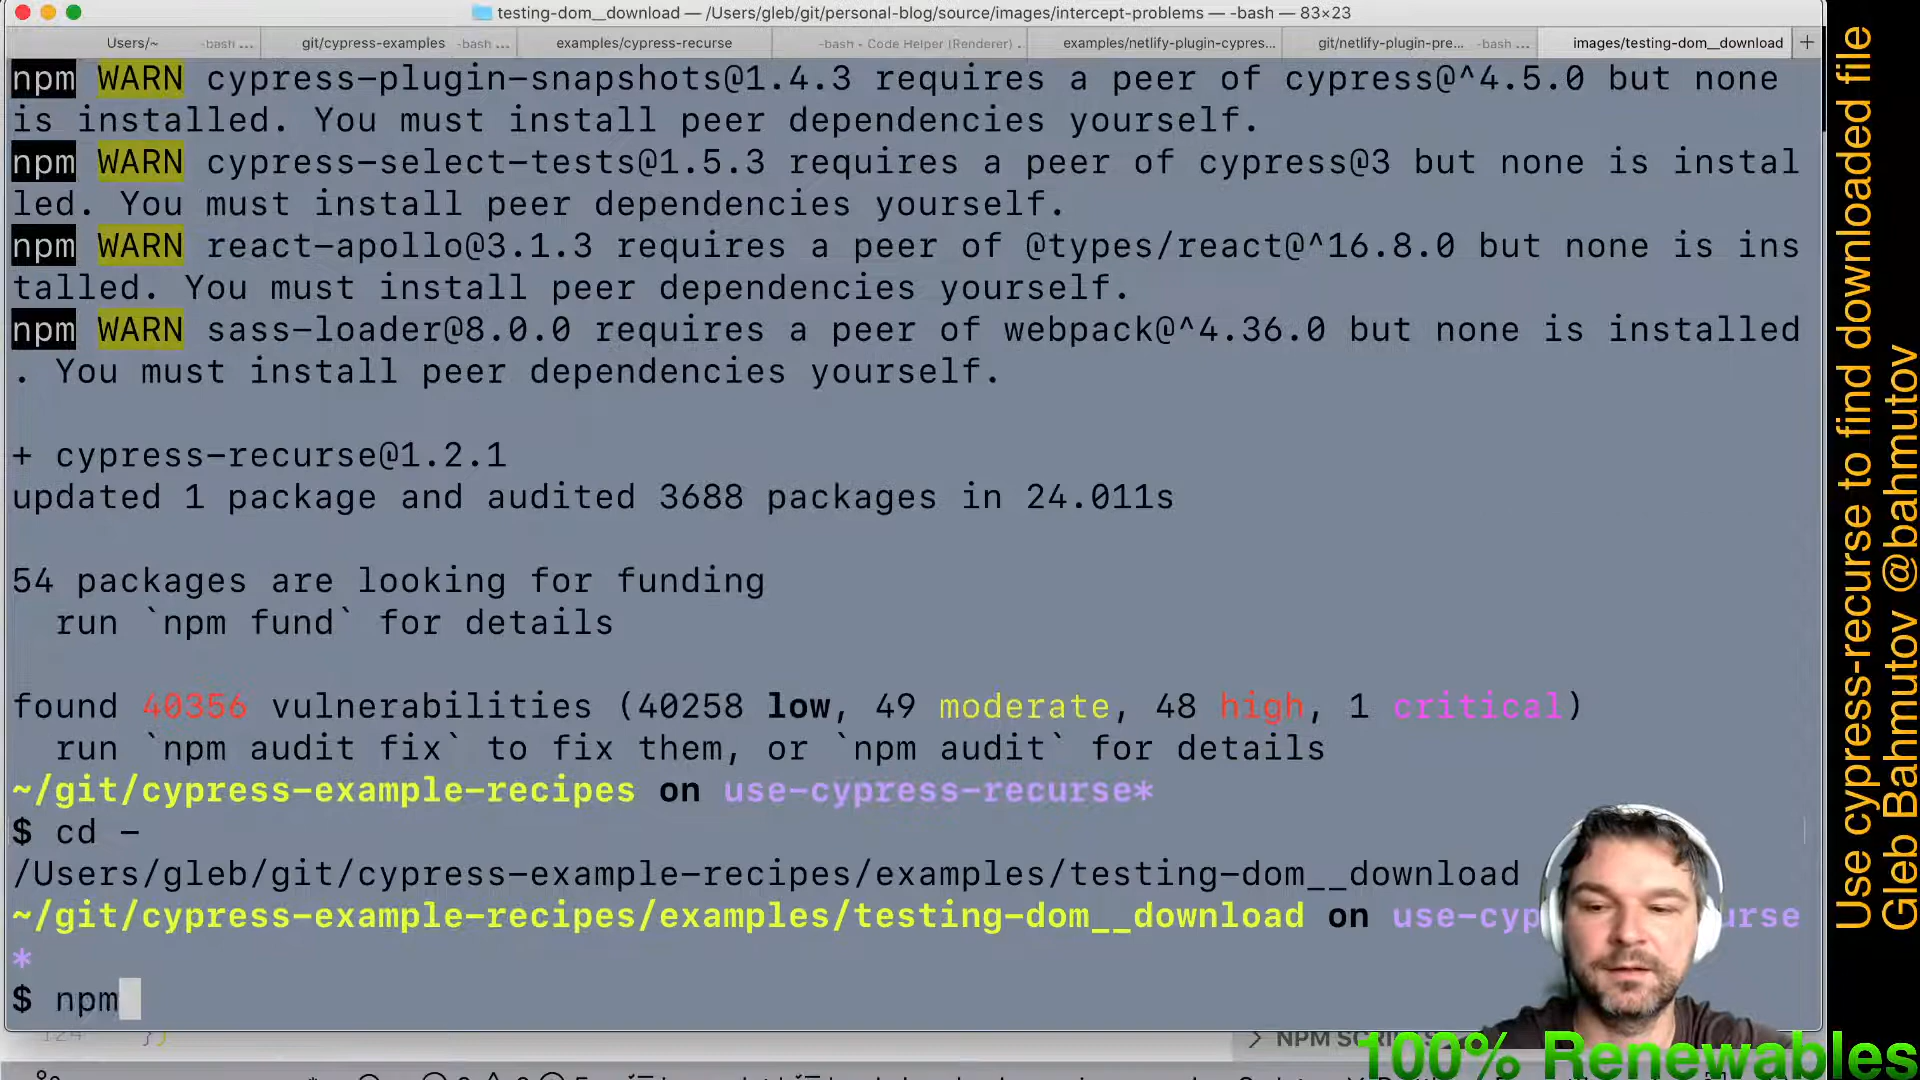 testing-dom__download — /Users/gleb/git/personal-blog/source/images/intercept-problems — -bash — 83×23
Users/~ -bash ... git/cypress-examples -bash ... examples/cypress-recurse -bash - Code Helper (Renderer) . examples/netlify-plugin-cypres... git/netlify-plugin-pre... -bash ... images/testing-dom__download +
npm WARN cypress-plugin-snapshots@1.4.3 requires a peer of cypress@^4.5.0 but none
is installed. You must install peer dependencies yourself.
npm WARN cypress-select-tests@1.5.3 requires a peer of cypress@3 but none is instal
led. You must install peer dependencies yourself.
npm WARN react-apollo@3.1.3 requires a peer of @types/react@^16.8.0 but none is ins
talled. You must install peer dependencies yourself.
npm WARN sass-loader@8.0.0 requires a peer of webpack@^4.36.0 but none is installed
. You must install peer dependencies yourself.
+ cypress-recurse@1.2.1
updated 1 package and audited 3688 packages in 24.011s
54 packages are looking for funding
run `npm fund` for details
found 40356 vulnerabilities (40258 low, 49 moderate, 48 high, 1 critical)
run `npm audit fix` to fix them, or `npm audit` for details
~/git/cypress-example-recipes on use-cypress-recurse*
$ cd -
/Users/gleb/git/cypress-example-recipes/examples/testing-dom__download
~/git/cypress-example-recipes/examples/testing-dom__download on use-cyp urse
*
$ npm
124 })
> NPM SCR
100% Renewables
Use cypress-recurse to find downloaded file
Gleb Bahmutov @bahmutov